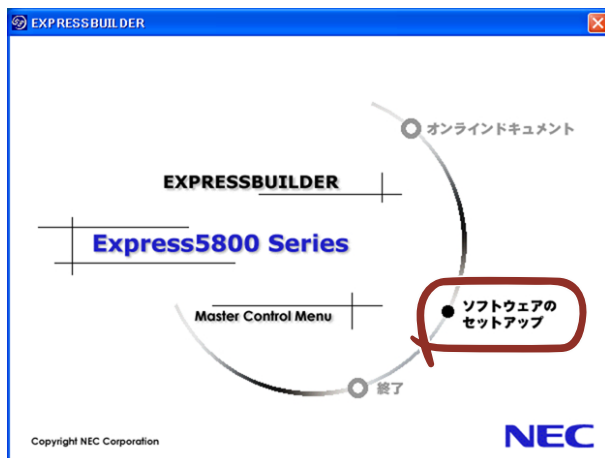 EXPRESSBUILDER
オンラインドキュメント
EXPRESSBUILDER
Express5800 Series
ソフトウェアの
セットアップ
Master Control Menu
終了
Copyright NEC Corporation
NEC